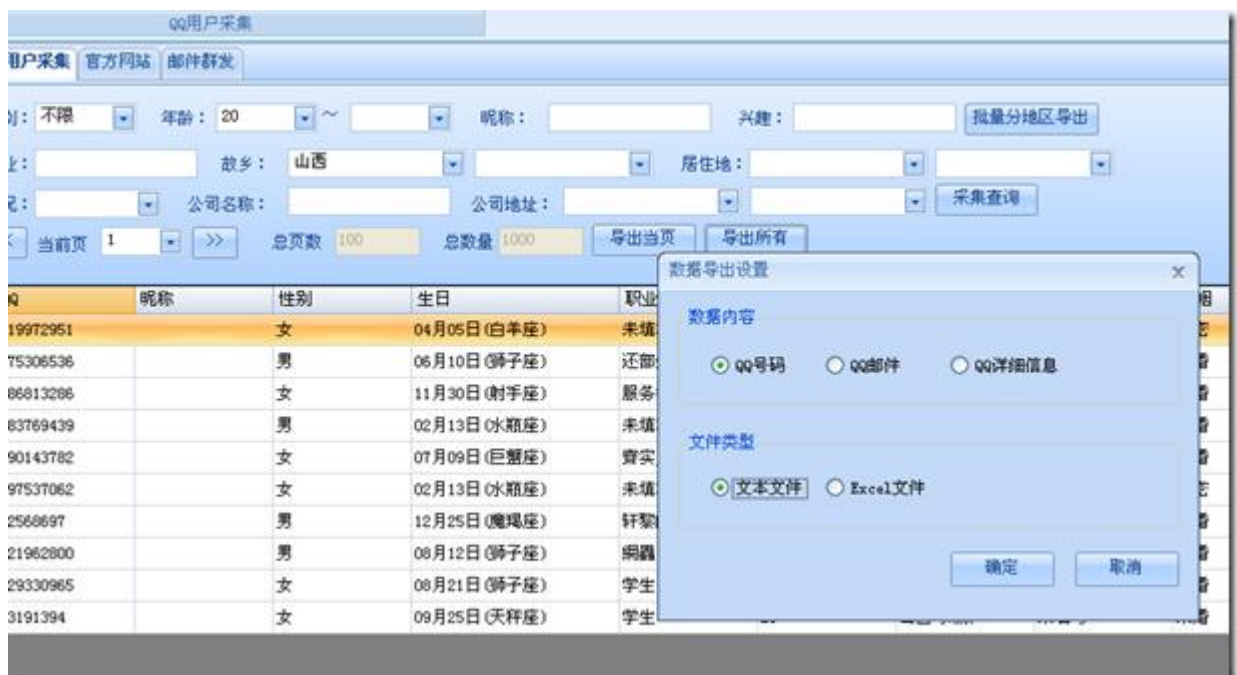 QQ用户采集
用户采集 官方网站 邮件群发
不限 年龄： 20 ～ 昵称： 兴趣： 批量分地区导出
故乡： 山西 居住地：
公司名称： 公司地址： 采集查询
当前页 1 >> 总页数 100 总数量 1000 导出当页 导出所有
数据导出设置 x
昵称 性别 生日 职业
数据内容
19972951 女 04月05日(白羊座) 未填
75306536 男 06月10日(狮子座) 还部
QQ号码 QQ邮件 QQ详细信息
86813286 女 11月30日(射手座) 服务
83769439 男 02月13日(水瓶座) 未填
文件类型
90143782 女 07月09日(巨蟹座)
97537062 女 02月13日(水瓶座) 未填
文本文件 Excel文件
2568697 男 12月25日(魔羯座)
21962800 男 08月12日(狮子座)
确定 取消
29330965 女 08月21日(狮子座) 学生
3191394 女 09月25日(天秤座) 学生